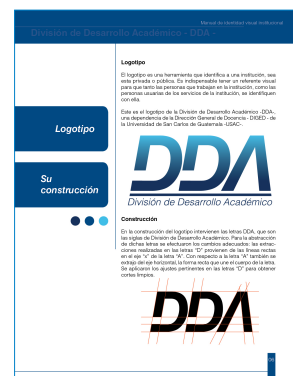 Manual de identidad visual institucional
División de Desarrollo Académico - DDA -
Logotipo
El logotipo es una herramienta que identifica a una institución, sea
esta privada o pública. Es indispensable tener un referente visual
para que tanto las personas que trabajan en la institución, como las
personas usuarias de los servicios de la institución, se identifiquen
con ella.
Este es el logotipo de la División de Desarrollo Académico -DDA-,
una dependencia de la Dirección General de Docencia - DIGED - de
la Universidad de San Carlos de Guatemala -USAC-.
Logotipo
DDA
División de Desarrollo Académico
Su
construcción
Construcción
En la construcción del logotipo intervienen las letras DDA, que son
las siglas de División de Desarrollo Académico. Para la abstracción
de dichas letras se efectuaron los cambios adecuados: las extrac-
ciones realizadas en las letras "D" provienen de las líneas rectas
en el eje "x" de la letra "A". Con respecto a la letra "A" también se
extrajo del eje horizontal, la forma recta que une el cuerpo de la letra.
Se aplicaron los ajustes pertinentes en las letras "D" para obtener
cortes limpios.
DDA